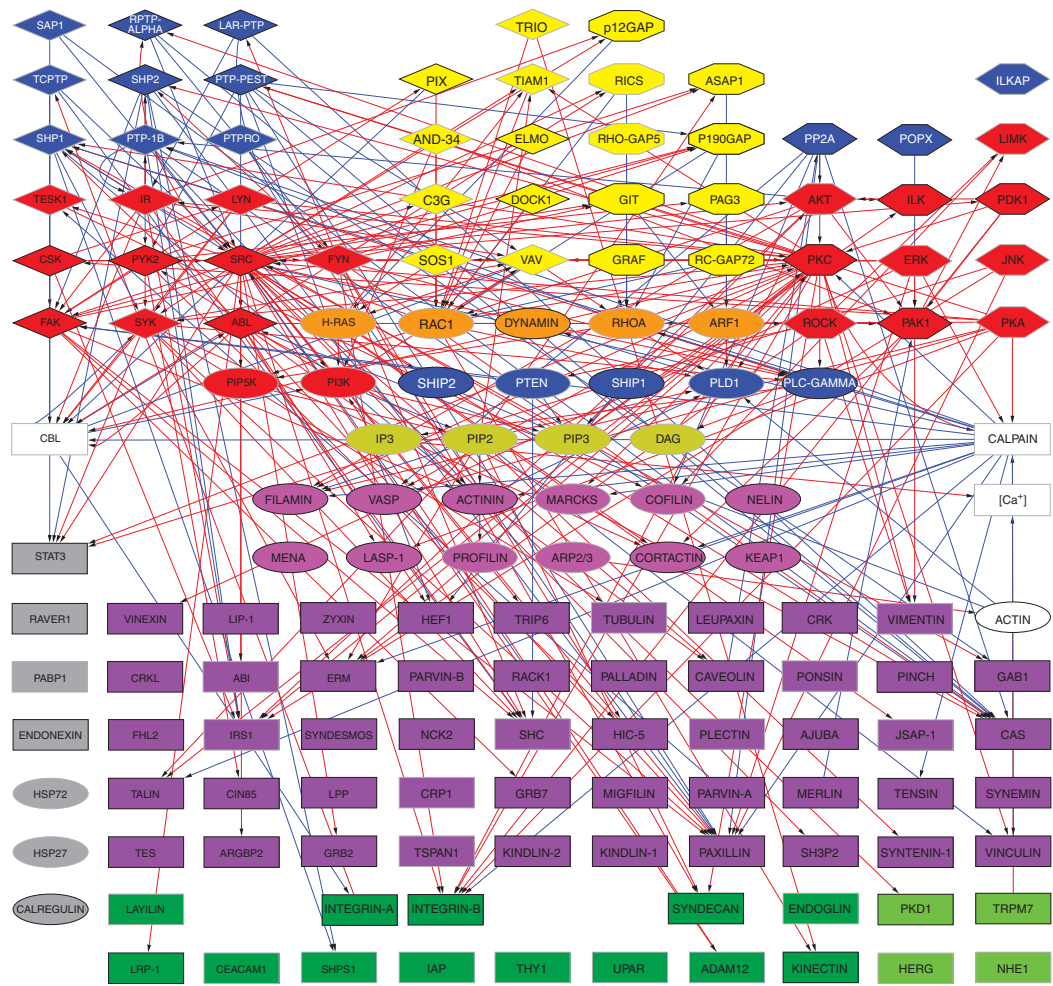 SAP1
RPTP-
ALPHA
LAR-PTP
TRIO
p12GAP
TCPTP
SHP2
PTP-PEST
PIX
TIAM1
RICS
ASAP1
ILKAP
SHP1
PTP-1B
PTPRO
AND-34
ELMO
RHO-GAP5
P190GAP
PP2A
POPX
LIMK
TESK1
IR
LYN
C3G
DOCK1
GIT
PAG3
AKT
ILK
PDK1
CSK
PYK2
SRC
FYN
SOS1
VAV
GRAF
RC-GAP72
PKC
ERK
JNK
FAK
SYK
ABL
H-RAS
RAC1
DYNAMIN
RHOA
ARF1
ROCK
PAK1
PKA
PIP5K
PI3K
SHIP2
PTEN
SHIP1
PLD1
PLC-GAMMA
CBL
IP3
PIP2
PIP3
DAG
CALPAIN
FILAMIN
VASP
ACTININ
MARCKS
COFILIN
NELIN
[Ca+]
STAT3
MENA
LASP-1
PROFILIN
ARP2/3
CORTACTIN
KEAP1
RAVER1
VINEXIN
LIP-1
ZYXIN
HEF1
TRIP6
TUBULIN
LEUPAXIN
CRK
VIMENTIN
ACTIN
PABP1
CRKL
ABI
ERM
PARVIN-B
RACK1
PALLADIN
CAVEOLIN
PONSIN
PINCH
GAB1
ENDONEXIN
FHL2
IRS1
SYNDESMOS
NCK2
SHC
HIC-5
PLECTIN
AJUBA
JSAP-1
CAS
HSP72
TALIN
CIN85
LPP
CRP1
GRB7
MIGFILIN
PARVIN-A
MERLIN
TENSIN
SYNEMIN
HSP27
TES
ARGBP2
GRB2
TSPAN1
KINDLIN-2
KINDLIN-1
PAXILLIN
SH3P2
SYNTENIN-1
VINCULIN
CALREGULIN
LAYILIN
INTEGRIN-A
INTEGRIN-B
SYNDECAN
ENDOGLIN
PKD1
TRPM7
LRP-1
CEACAM1
SHPS1
IAP
THY1
UPAR
ADAM12
KINECTIN
HERG
NHE1